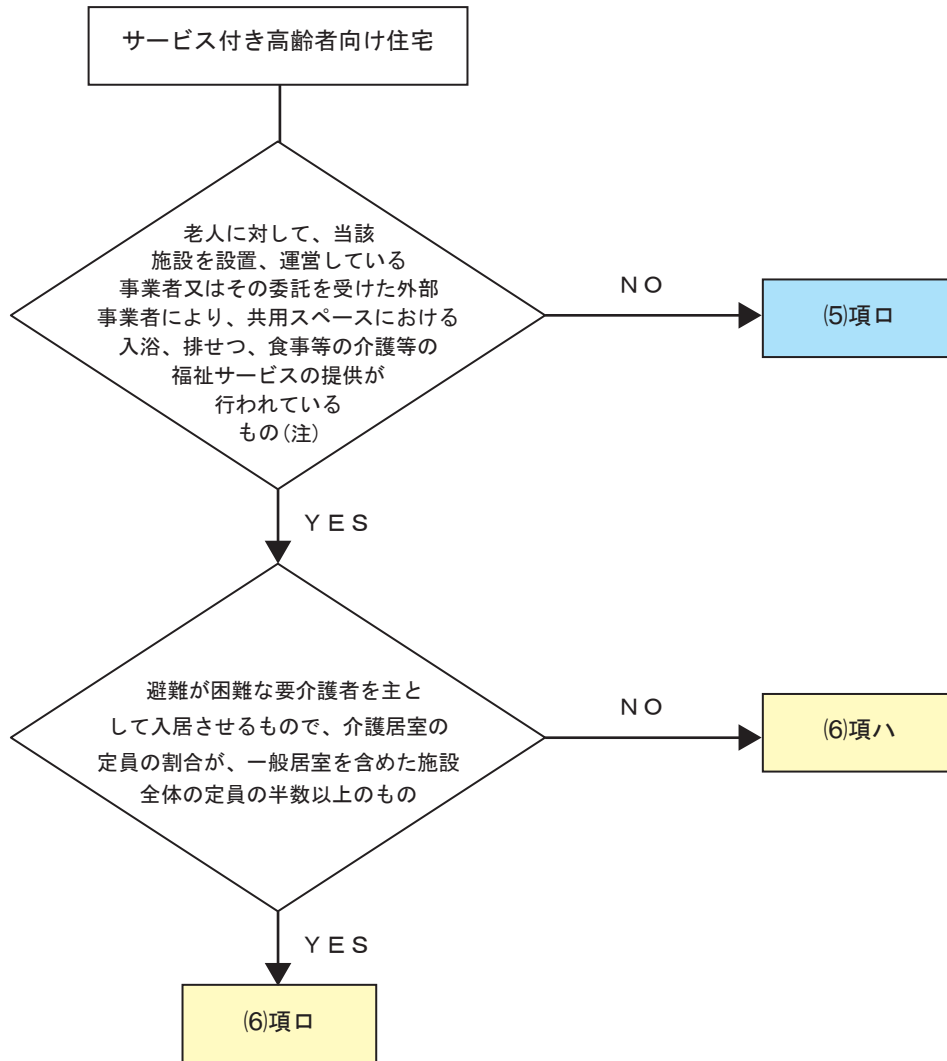 サービス付き高齢者向け住宅
老人に対して、当該
施設を設置、運営している
事業者又はその委託を受けた外部
事業者により、共用スペースにおける
入浴、排せつ、食事等の介護等の
福祉サービスの提供が
行われている
もの(注)
ＮＯ
⑸項ロ
ＹＥＳ
避難が困難な要介護者を主と
して入居させるもので、介護居室の
定員の割合が、一般居室を含めた施設
全体の定員の半数以上のもの
ＮＯ
⑹項ハ
ＹＥＳ
⑹項ロ